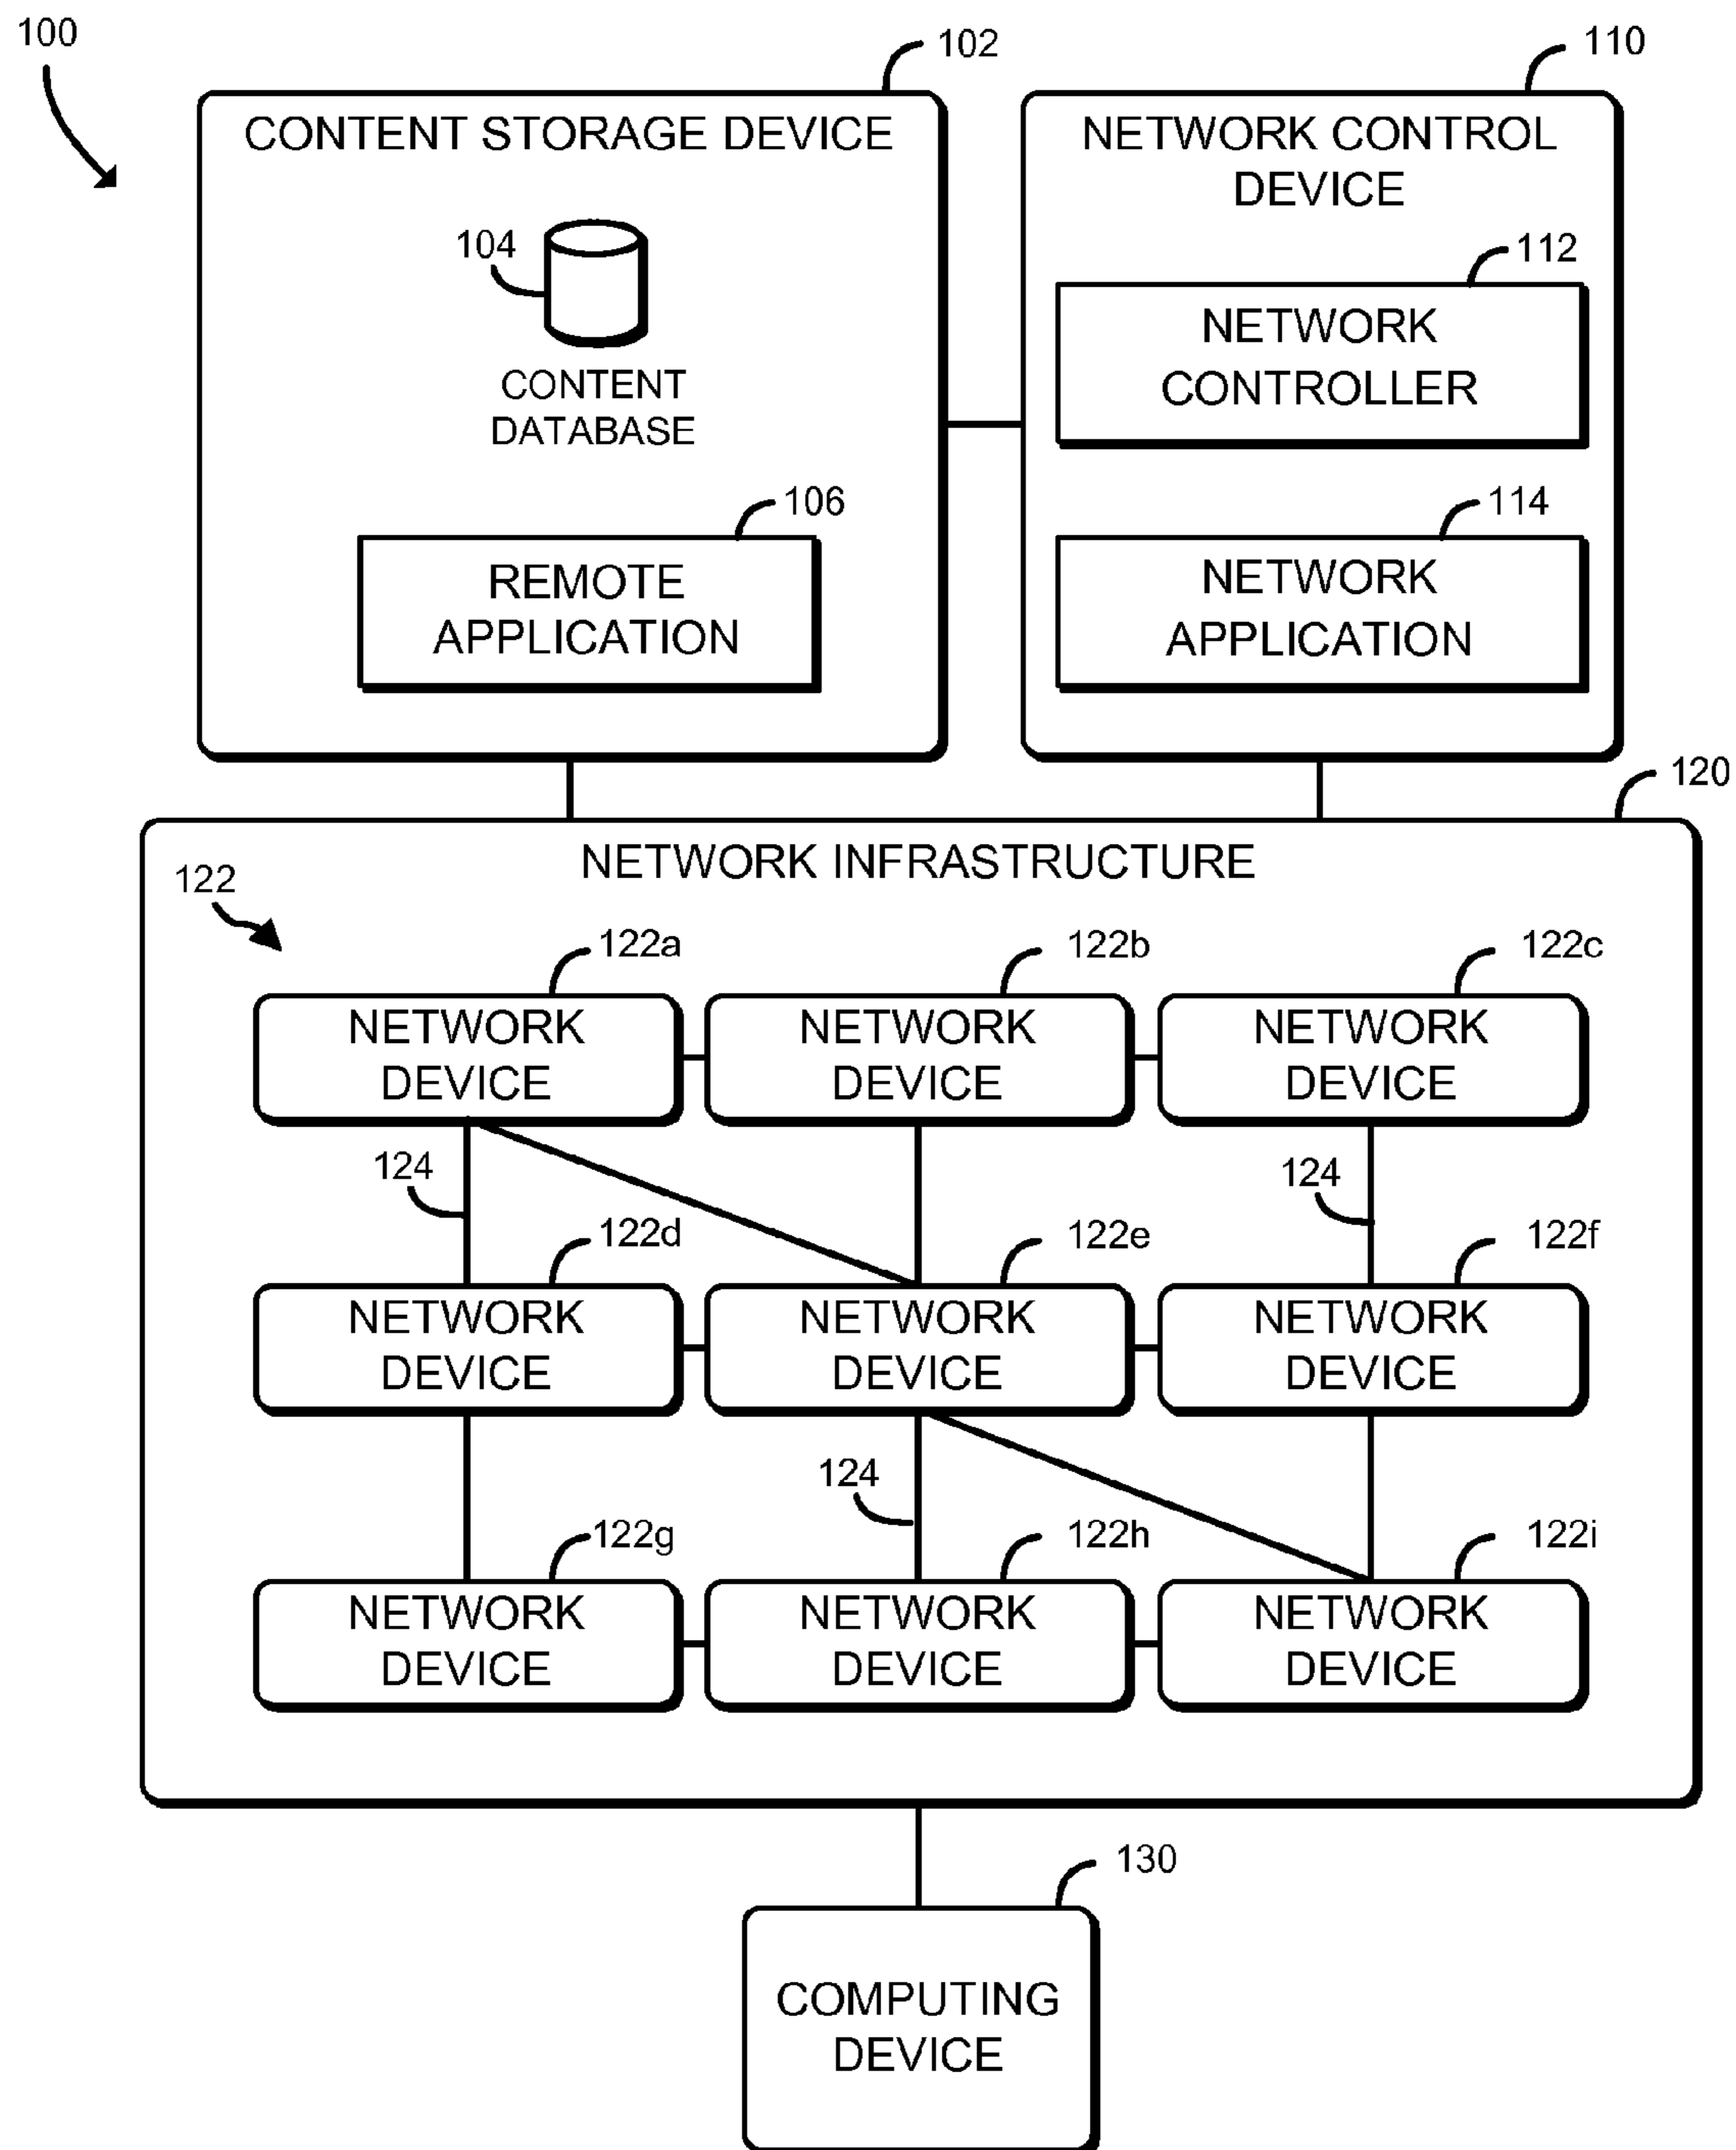 100
102
110
CONTENT STORAGE DEVICE
NETWORK CONTROL
DEVICE
104
CONTENT
DATABASE
112
NETWORK
CONTROLLER
106
REMOTE
APPLICATION
114
NETWORK
APPLICATION
120
NETWORK INFRASTRUCTURE
122
122a
122b
122c
NETWORK
DEVICE
NETWORK
DEVICE
NETWORK
DEVICE
124
124
122d
122e
122f
NETWORK
DEVICE
NETWORK
DEVICE
NETWORK
DEVICE
124
122g
122h
122i
NETWORK
DEVICE
NETWORK
DEVICE
NETWORK
DEVICE
130
COMPUTING
DEVICE